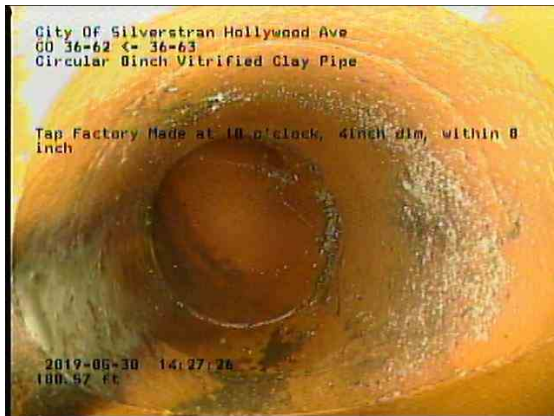 City Of Silverstran Hollywood Ave
CO 36-62 <- 36-63
Circular 8inch Vitrified Clay Pipe
Tap Factory Made at 10 o'clock, 4inch dim, within 8
inch
2019-05-30 14:27:26
100.57 ft